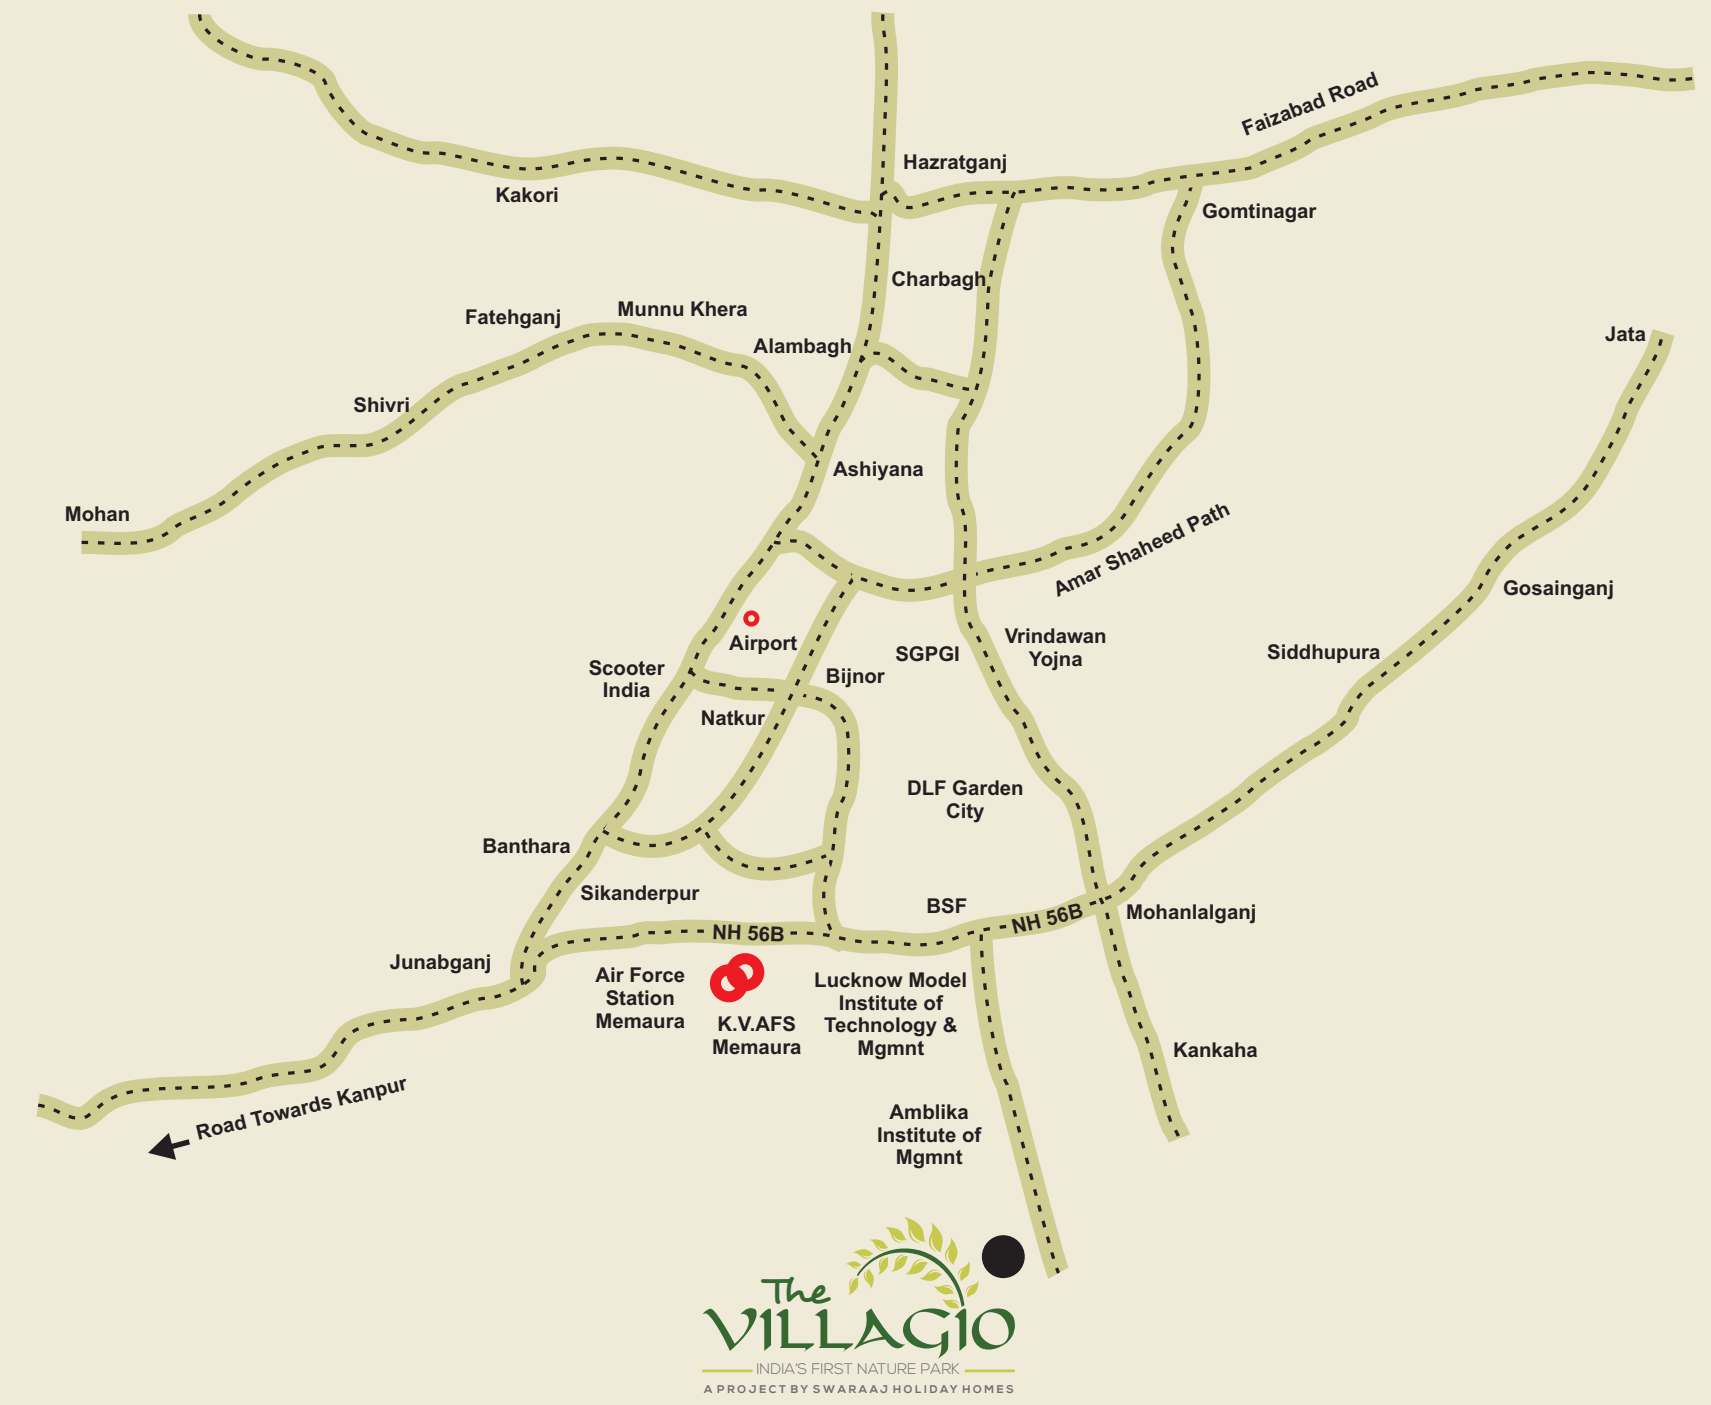 Faizabad Road
Hazratganj
Kakori
Gomtinagar
Charbagh
Munnu Khera
Fatehganj
Alambagh
Jata
Shivri
Ashiyana
Mohan
Amar Shaheed Path
Gosainganj
Airport
Vrindawan
Yojna
SGPGI
Siddhupura
Scooter
India
Bijnor
Natkur
DLF Garden
City
Banthara
Sikanderpur
BSF
NH 56B
Mohanlalganj
NH 56B
Junabganj
Air Force
Station
Memaura
K.V.AFS
Memaura
Lucknow Model
Institute of
Technology &
Mgmnt
Kankaha
Road Towards Kanpur
Amblika
Institute of
Mgmnt
The
VILLAGIO
INDIA'S FIRST NATURE PARK
A PROJECT BY SWARAAJ HOLIDAY HOMES